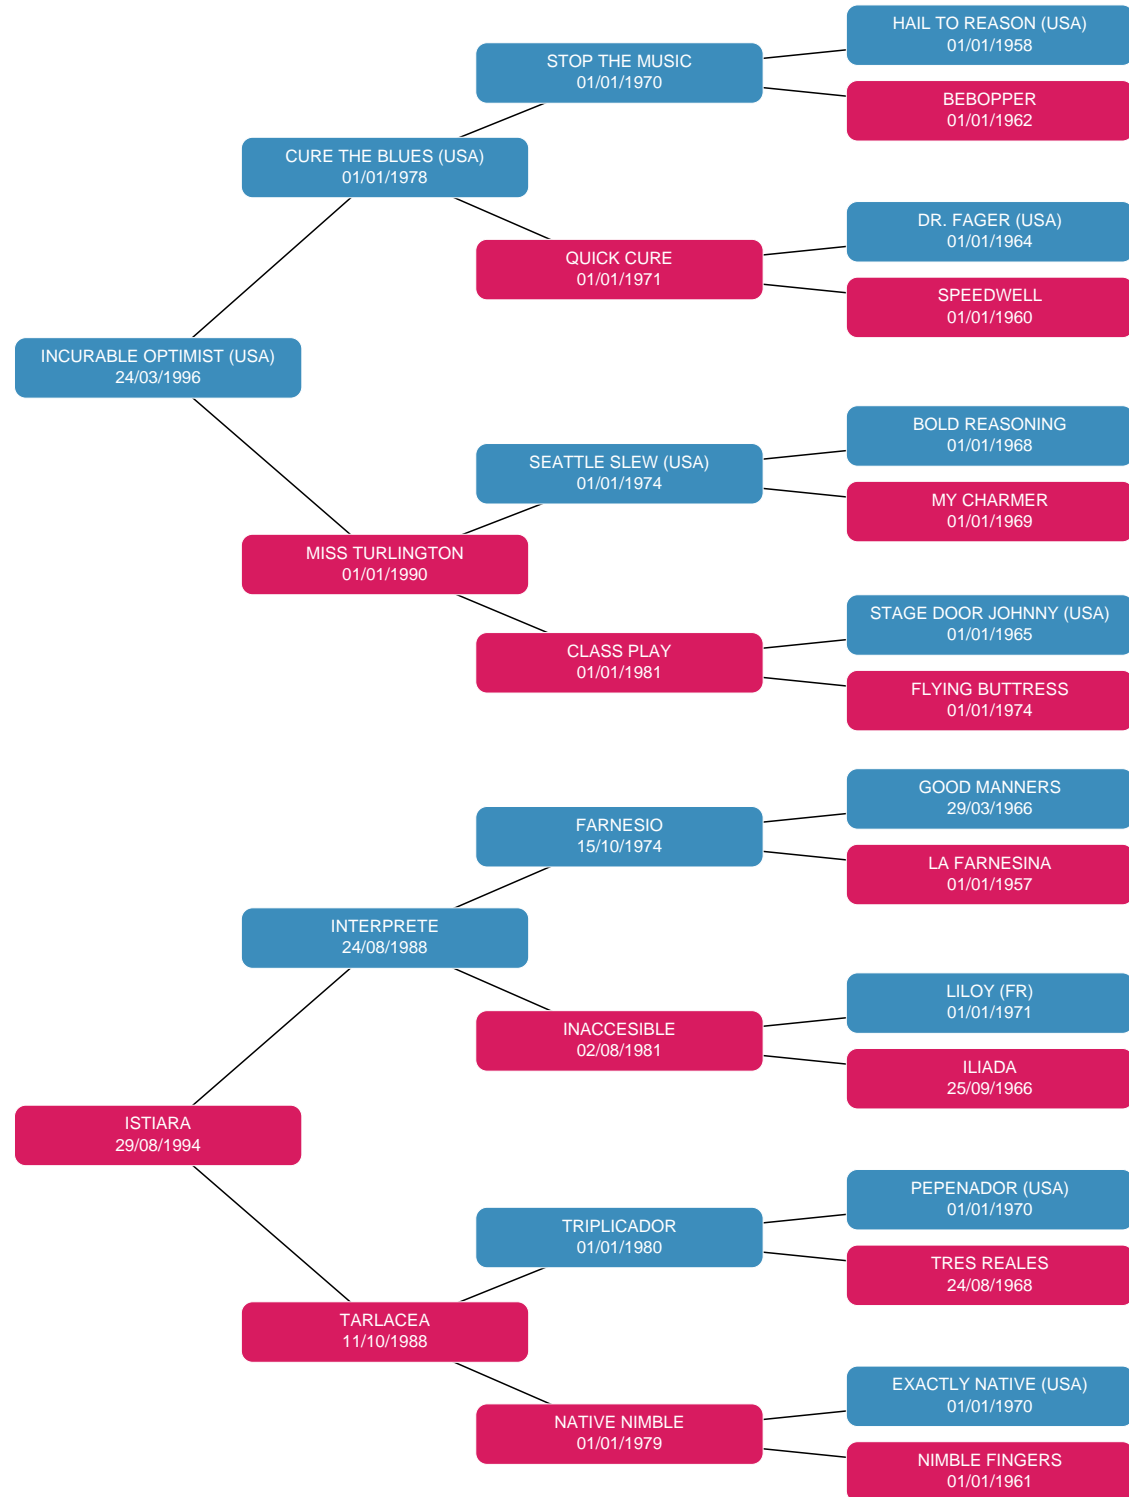 HAIL TO REASON (USA)
01/01/1958
STOP THE MUSIC
01/01/1970
BEBOPPER
01/01/1962
CURE THE BLUES (USA)
01/01/1978
DR. FAGER (USA)
01/01/1964
QUICK CURE
01/01/1971
SPEEDWELL
01/01/1960
INCURABLE OPTIMIST (USA)
24/03/1996
BOLD REASONING
01/01/1968
SEATTLE SLEW (USA)
01/01/1974
MY CHARMER
01/01/1969
MISS TURLINGTON
01/01/1990
STAGE DOOR JOHNNY (USA)
01/01/1965
CLASS PLAY
01/01/1981
FLYING BUTTRESS
01/01/1974
GOOD MANNERS
29/03/1966
FARNESIO
15/10/1974
LA FARNESINA
01/01/1957
INTERPRETE
24/08/1988
LILOY (FR)
01/01/1971
INACCESIBLE
02/08/1981
ILIADA
25/09/1966
ISTIARA
29/08/1994
PEPENADOR (USA)
01/01/1970
TRIPLICADOR
01/01/1980
TRES REALES
24/08/1968
TARLACEA
11/10/1988
EXACTLY NATIVE (USA)
01/01/1970
NATIVE NIMBLE
01/01/1979
NIMBLE FINGERS
01/01/1961